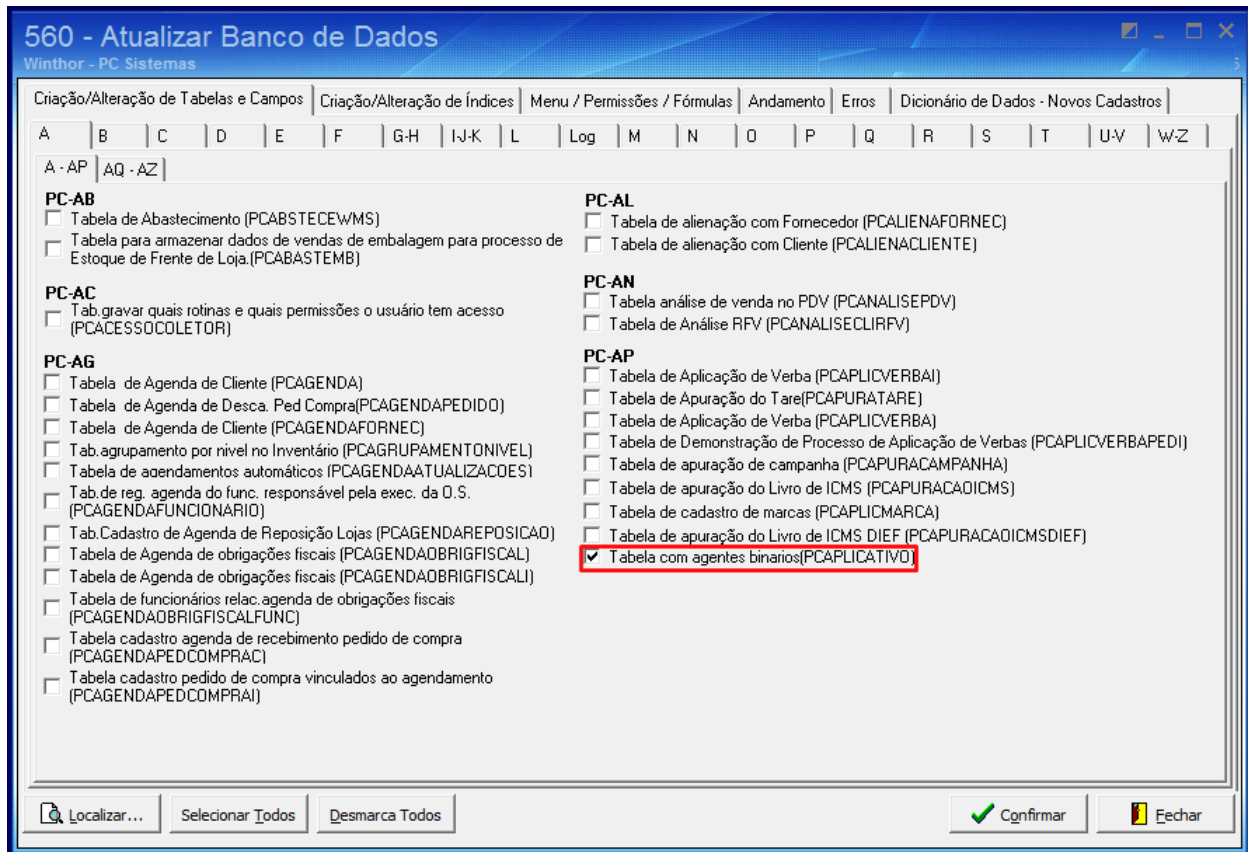 560 - Atualizar Banco de Dados
Winthor - PC Sistemas
5
Criação/Alteração de Tabelas e Campos Criação/Alteração de Índices Menu / Permissões / Fórmulas Andamento Erros Dicionário de Dados - Novos Cadastros
A B C D E F G-H I-J-K L Log M N O P Q R S T U-V W-Z
A - AP AQ - AZ
PC-AB
Tabela de Abastecimento (PCABSTECEWMS)
Tabela para armazenar dados de vendas de embalagem para processo de
Estoque de Frente de Loja.(PCABASTEMB)
PC-AC
Tab.gravar quais rotinas e quais permissões o usuário tem acesso
(PCACESSOCOLETOR)
PC-AG
Tabela de Agenda de Cliente (PCAGENDA)
Tabela de Agenda de Desca. Ped Compra(PCAGENDAPEDIDO)
Tabela de Agenda de Cliente (PCAGENDAFORNEC)
Tab.agrupamento por nivel no Inventário (PCAGRUPAMENTONIVEL)
Tabela de agendamentos automáticos (PCAGENDAATUALIZACOES)
Tab.de reg. agenda do func. responsável pela exec. da O.S.
(PCAGENDAFUNCIONARIO)
Tab.Cadastro de Agenda de Reposição Lojas (PCAGENDAREPOSICAO)
Tabela de Agenda de obrigações fiscais (PCAGENDAOBRIGFISCAL)
Tabela de Agenda de obrigações fiscais (PCAGENDAOBRIGFISCALI)
Tabela de funcionários relac.agenda de obrigações fiscais
(PCAGENDAOBRIGFISCALFUNC)
Tabela cadastro agenda de recebimento pedido de compra
(PCAGENDAPEDCOMPRAC)
Tabela cadastro pedido de compra vinculados ao agendamento
(PCAGENDAPEDCOMPRAI)
PC-AL
Tabela de alienação com Fornecedor (PCALIENAFORNEC)
Tabela de alienação com Cliente (PCALIENACLIENTE)
PC-AN
Tabela análise de venda no PDV (PCANALISEPDV)
Tabela de Análise RFV (PCANALISECLIRFV)
PC-AP
Tabela de Aplicação de Verba (PCAPLICVERBAI)
Tabela de Apuração do Tare(PCAPURATARE)
Tabela de Aplicação de Verba (PCAPLICVERBA)
Tabela de Demonstração de Processo de Aplicação de Verbas (PCAPLICVERBAPEDI)
Tabela de apuração de campanha (PCAPURACAMPANHA)
Tabela de apuração do Livro de ICMS (PCAPURACAOICMS)
Tabela de cadastro de marcas (PCAPLICMARCA)
Tabela de apuração do Livro de ICMS DIEF (PCAPURACAOICMSDIEF)
Tabela com agentes binarios(PCAPLICATIVO)
Localizar... Selecionar Todos Desmarca Todos Confirmar Fechar